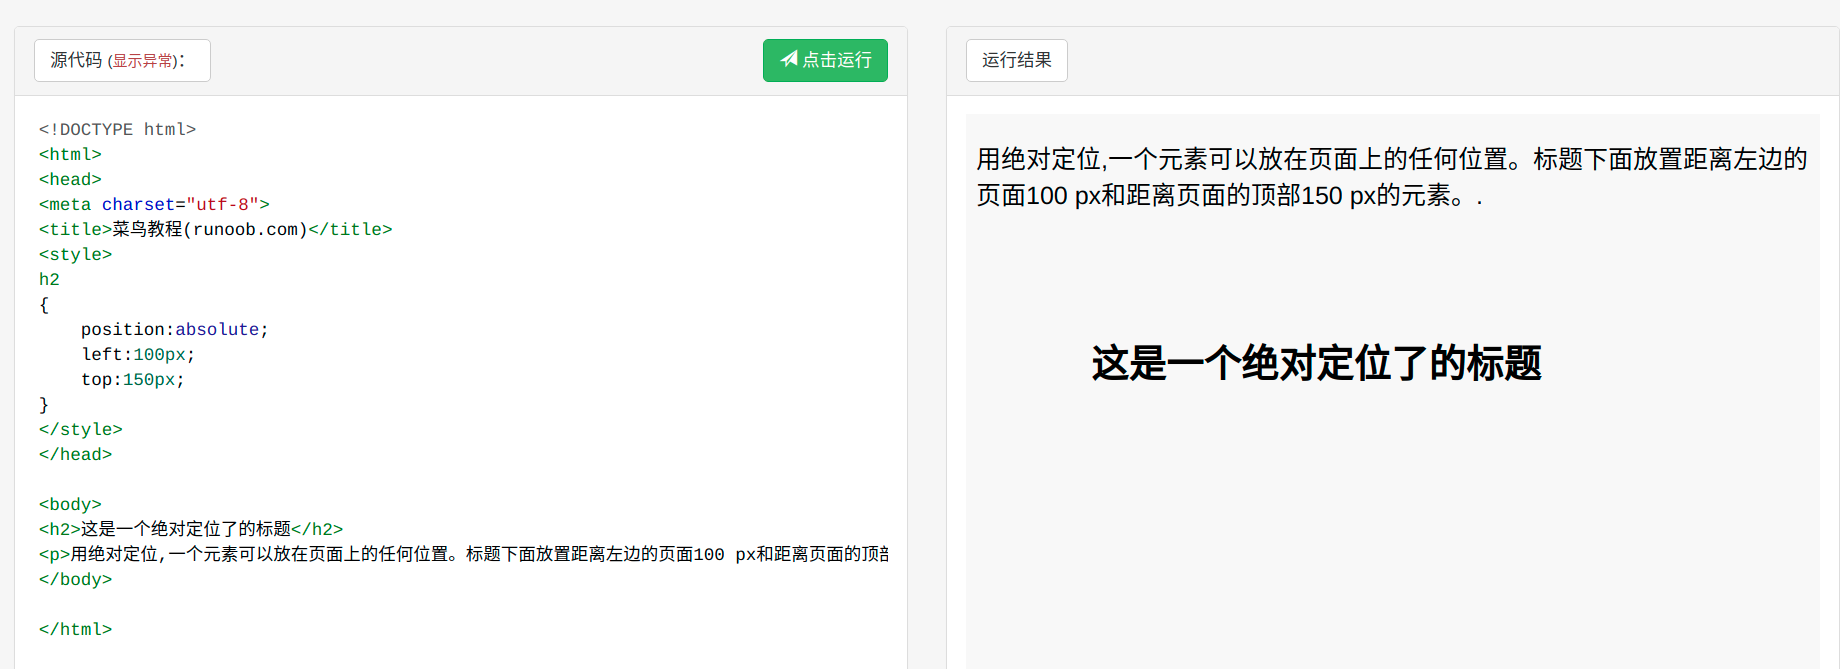 源代码 (显示异常)：
点击运行
<!DOCTYPE html>
<html>
<head>
<meta charset="utf-8">
<title>菜鸟教程(runoob.com)</title>
<style>
h2
{
    position:absolute;
    left:100px;
    top:150px;
}
</style>
</head>
<body>
<h2>这是一个绝对定位了的标题</h2>
<p>用绝对定位,一个元素可以放在页面上的任何位置。标题下面放置距离左边的页面100 px和距离页面的顶部
</body>
</html>
运行结果
用绝对定位,一个元素可以放在页面上的任何位置。标题下面放置距离左边的
页面100 px和距离页面的顶部150 px的元素。.
这是一个绝对定位了的标题